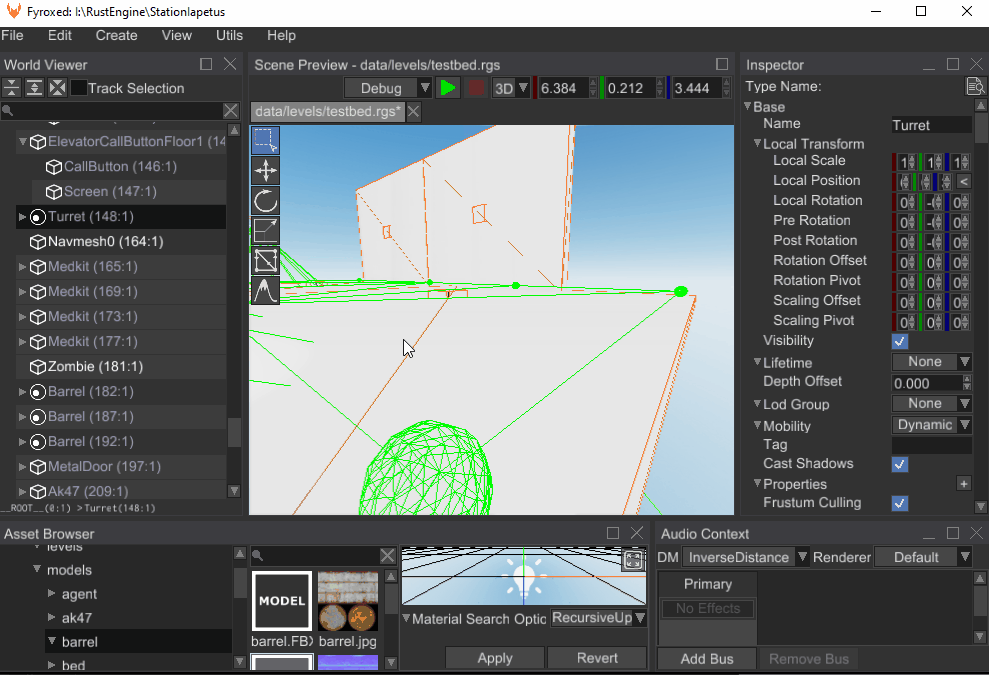 Fyroxed: I:\RustEngine\StationIapetus
File Edit Create View Utils Help
World Viewer
Track Selection
ElevatorCallButtonFloor1 (14
CallButton (146:1)
Screen (147:1)
Turret (148:1)
Navmesh0 (164:1)
Medkit (165:1)
Medkit (169:1)
Medkit (173:1)
Medkit (177:1)
Zombie (181:1)
Barrel (182:1)
Barrel (187:1)
Barrel (192:1)
MetalDoor (197:1)
Ak47 (209:1)
__ROOT__(0:1) >Turret(148:1)
Scene Preview - data/levels/testbed.rgs
Debug 3D 6.384 0.212 3.444
data/levels/testbed.rgs*
Inspector
Type Name:
Base
Name Turret
Local Transform
Local Scale 1 1 1
Local Position <
Local Rotation 0 -( 0
Pre Rotation 0 0 0
Post Rotation 0 -( 0
Rotation Offset 0 0 0
Rotation Pivot 0 0 0
Scaling Offset 0 0 0
Scaling Pivot 0 0 0
Visibility
Lifetime None
Depth Offset 0.000
Lod Group None
Mobility Dynamic
Tag
Cast Shadows
Properties +
Frustum Culling
Asset Browser
levels
models
agent
ak47
barrel
bed
MODEL
barrel.FBX barrel.jpg
Material Search Optio RecursiveUp
Apply Revert
Audio Context
DM InverseDistance Renderer Default
Primary
No Effects
Add Bus Remove Bus